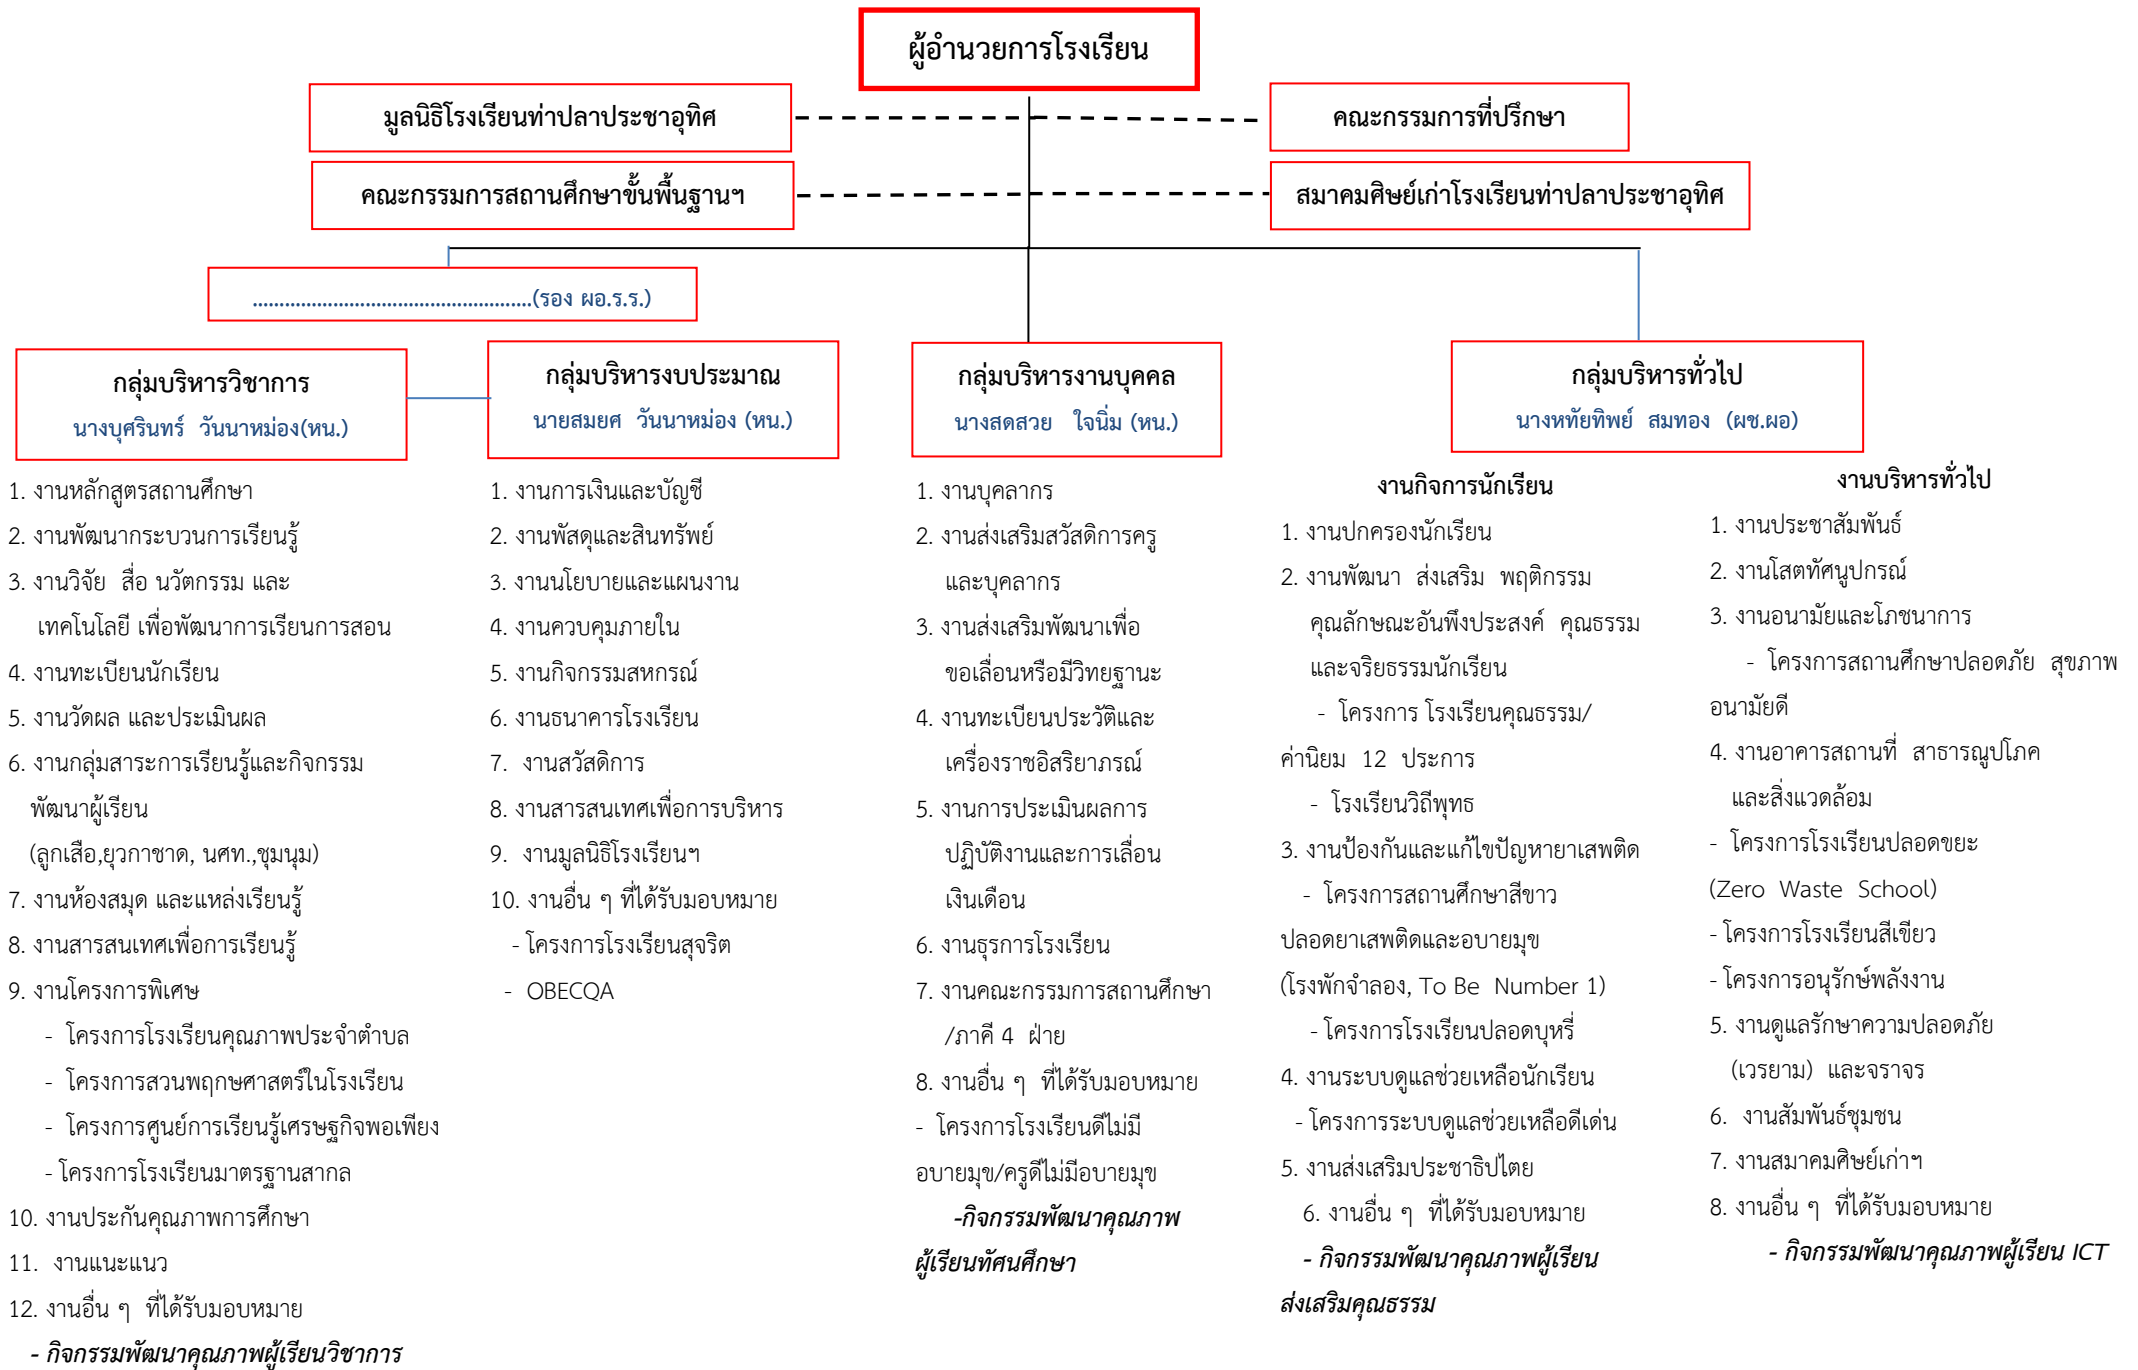 ผู้อำนวยการโรงเรียน
มูลนิธิโรงเรียนท่าปลาประชาอุทิศ
คณะกรรมการที่ปรึกษา
คณะกรรมการสถานศึกษาขั้นพื้นฐานฯ
สมาคมศิษย์เก่าโรงเรียนท่าปลาประชาอุทิศ
.....................................................(รอง ผอ.ร.ร.)
กลุ่มบริหารวิชาการ
นางบุศรินทร์ วันนาหม่อง(หน.)
กลุ่มบริหารงบประมาณ
นายสมยศ วันนาหม่อง (หน.)
กลุ่มบริหารงานบุคคล
นางสดสวย ใจนิ่ม (หน.)
กลุ่มบริหารทั่วไป
นางหทัยทิพย์ สมทอง (ผช.ผอ)
1. งานหลักสูตรสถานศึกษา
2. งานพัฒนากระบวนการเรียนรู้
3. งานวิจัย สื่อ นวัตกรรม และ
เทคโนโลยี เพื่อพัฒนาการเรียนการสอน
4. งานทะเบียนนักเรียน
5. งานวัดผล และประเมินผล
6. งานกลุ่มสาระการเรียนรู้และกิจกรรม
พัฒนาผู้เรียน
(ลูกเสือ,ยุวกาชาด, นศท.,ชุมนุม)
7. งานห้องสมุด และแหล่งเรียนรู้
8. งานสารสนเทศเพื่อการเรียนรู้
9. งานโครงการพิเศษ
- โครงการโรงเรียนคุณภาพประจำตำบล
- โครงการสวนพฤกษศาสตร์ในโรงเรียน
- โครงการศูนย์การเรียนรู้เศรษฐกิจพอเพียง
- โครงการโรงเรียนมาตรฐานสากล
10. งานประกันคุณภาพการศึกษา
11. งานแนะแนว
12. งานอื่น ๆ ที่ได้รับมอบหมาย
- กิจกรรมพัฒนาคุณภาพผู้เรียนวิชาการ
1. งานการเงินและบัญชี
2. งานพัสดุและสินทรัพย์
3. งานนโยบายและแผนงาน
4. งานควบคุมภายใน
5. งานกิจกรรมสหกรณ์
6. งานธนาคารโรงเรียน
7. งานสวัสดิการ
8. งานสารสนเทศเพื่อการบริหาร
9. งานมูลนิธิโรงเรียนฯ
10. งานอื่น ๆ ที่ได้รับมอบหมาย
- โครงการโรงเรียนสุจริต
- OBECQA
1. งานบุคลากร
2. งานส่งเสริมสวัสดิการครู
และบุคลากร
3. งานส่งเสริมพัฒนาเพื่อ
ขอเลื่อนหรือมีวิทยฐานะ
4. งานทะเบียนประวัติและ
เครื่องราชอิสริยาภรณ์
5. งานการประเมินผลการ
ปฏิบัติงานและการเลื่อน
เงินเดือน
6. งานธุรการโรงเรียน
7. งานคณะกรรมการสถานศึกษา
/ภาคี 4 ฝ่าย
8. งานอื่น ๆ ที่ได้รับมอบหมาย
- โครงการโรงเรียนดีไม่มี
อบายมุข/ครูดีไม่มีอบายมุข
-กิจกรรมพัฒนาคุณภาพ
ผู้เรียนทัศนศึกษา
งานกิจการนักเรียน
1. งานปกครองนักเรียน
2. งานพัฒนา ส่งเสริม พฤติกรรม
คุณลักษณะอันพึงประสงค์ คุณธรรม
และจริยธรรมนักเรียน
- โครงการ โรงเรียนคุณธรรม/
ค่านิยม 12 ประการ
- โรงเรียนวิถีพุทธ
3. งานป้องกันและแก้ไขปัญหายาเสพติด
- โครงการสถานศึกษาสีขาว
ปลอดยาเสพติดและอบายมุข
(โรงพักจำลอง, To Be Number 1)
- โครงการโรงเรียนปลอดบุหรี่
4. งานระบบดูแลช่วยเหลือนักเรียน
- โครงการระบบดูแลช่วยเหลือดีเด่น
5. งานส่งเสริมประชาธิปไตย
6. งานอื่น ๆ ที่ได้รับมอบหมาย
- กิจกรรมพัฒนาคุณภาพผู้เรียน
ส่งเสริมคุณธรรม
งานบริหารทั่วไป
1. งานประชาสัมพันธ์
2. งานโสตทัศนูปกรณ์
3. งานอนามัยและโภชนาการ
- โครงการสถานศึกษาปลอดภัย สุขภาพ
อนามัยดี
4. งานอาคารสถานที่ สาธารณูปโภค
และสิ่งแวดล้อม
- โครงการโรงเรียนปลอดขยะ
(Zero Waste School)
- โครงการโรงเรียนสีเขียว
- โครงการอนุรักษ์พลังงาน
5. งานดูแลรักษาความปลอดภัย
(เวรยาม) และจราจร
6. งานสัมพันธ์ชุมชน
7. งานสมาคมศิษย์เก่าฯ
8. งานอื่น ๆ ที่ได้รับมอบหมาย
- กิจกรรมพัฒนาคุณภาพผู้เรียน ICT